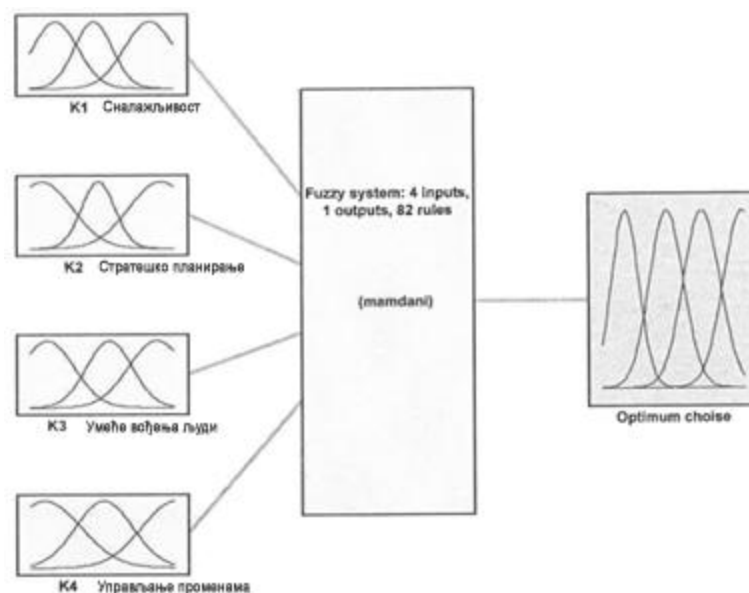 K1 Сналажљивост
K2 Стратешко планирање
K3 Умеће вођења људи
K4 Управљање променама
Fuzzy system: 4 inputs,
1 outputs, 82 rules
(mamdani)
Optimum choise